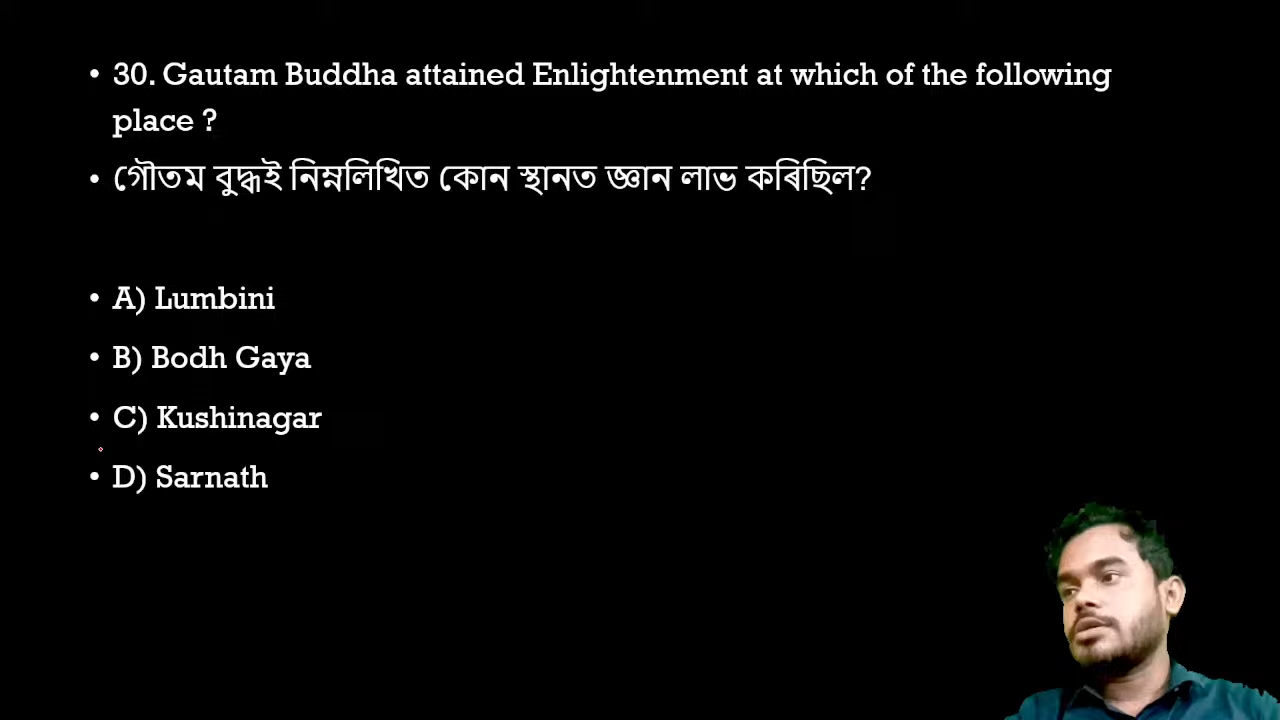 • 30. Gautam Buddha attained Enlightenment at which of the following
place ?
• গৌতম বুদ্ধই নিম্নলিখিত কোন স্থানত জ্ঞান লাভ কৰিছিল?
• A) Lumbini
• B) Bodh Gaya
• C) Kushinagar
• D) Sarnath